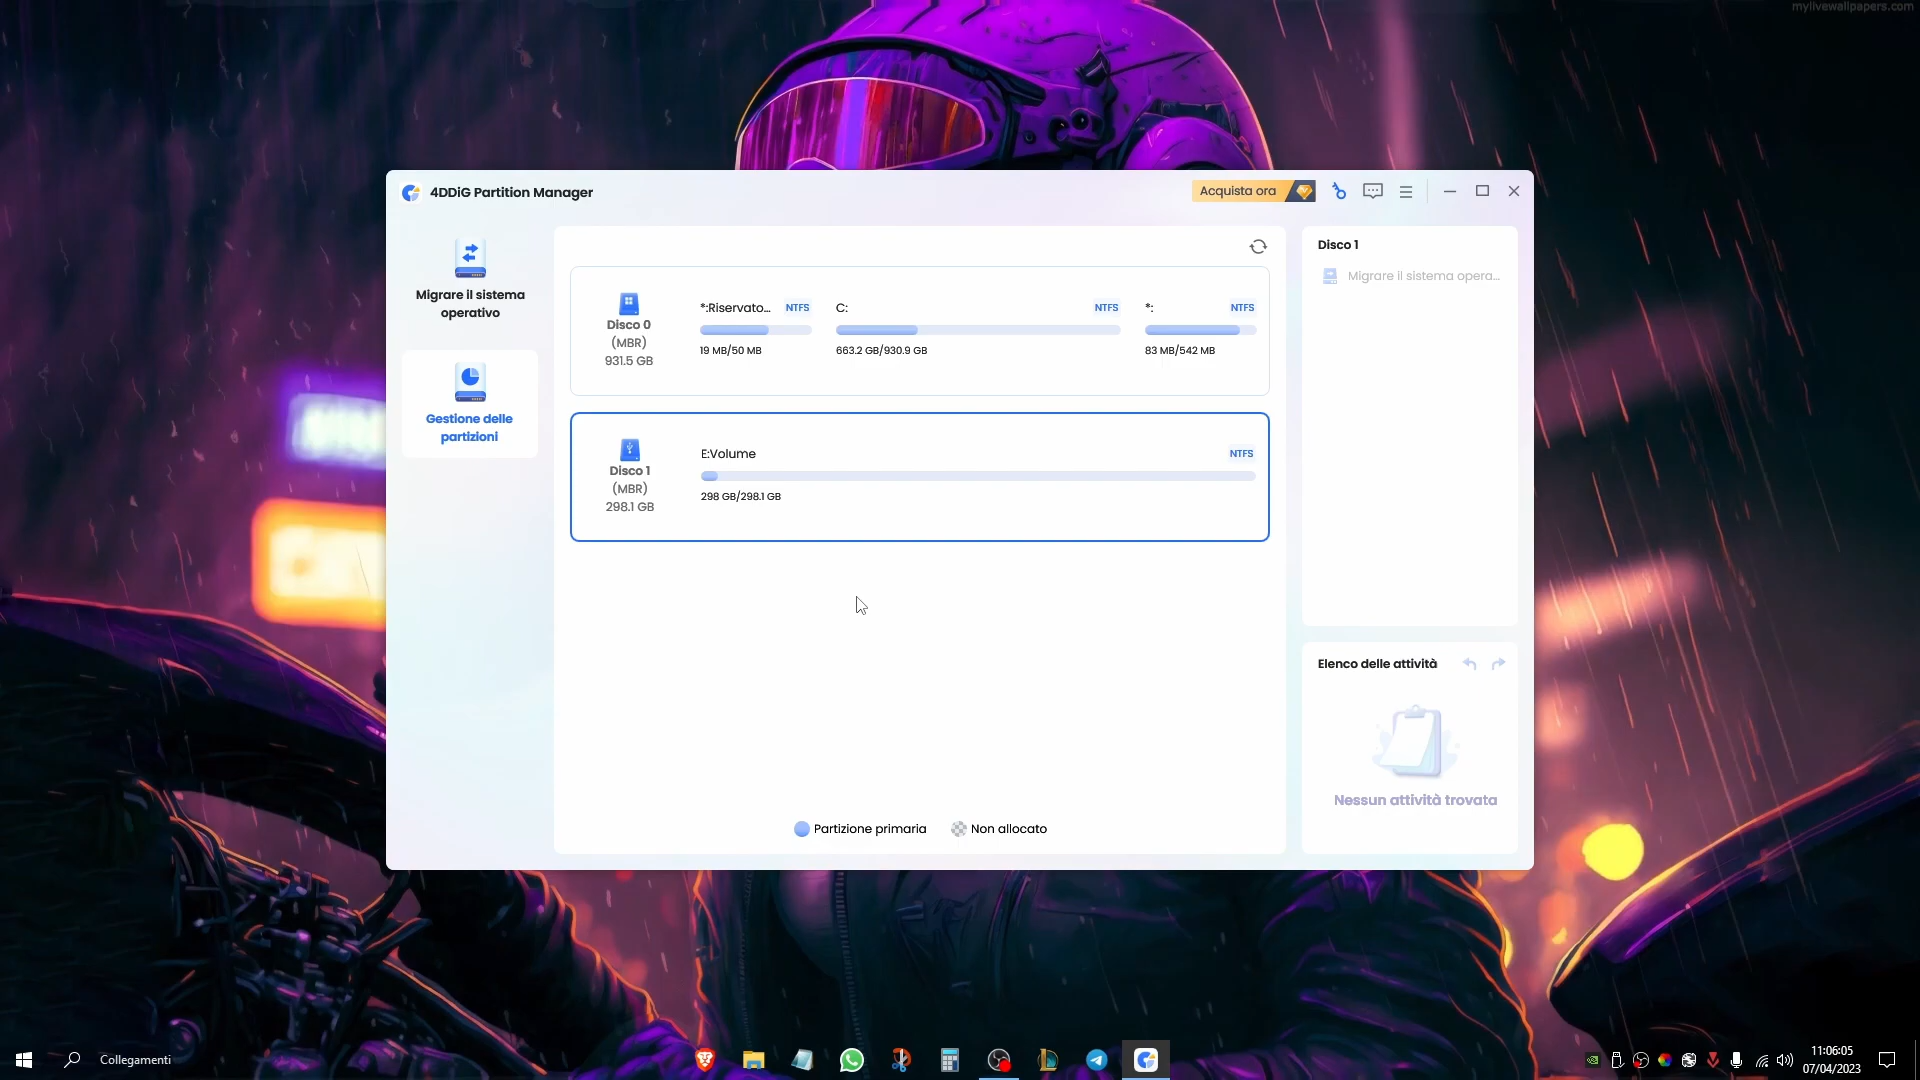 mylivewallpapers.com
4DDiG Partition Manager
Acquista ora
Migrare il sistema
operativo
Gestione delle
partizioni
Disco 0
(MBR)
931.5 GB
*:Riservato... NTFS
19 MB/50 MB
C: NTFS
663.2 GB/930.9 GB
*: NTFS
83 MB/542 MB
Disco 1
(MBR)
298.1 GB
E:Volume NTFS
298 GB/298.1 GB
Partizione primaria
Non allocato
Disco 1
Migrare il sistema opera...
Elenco delle attività
Nessun attività trovata
Collegamenti
11:06:05
07/04/2023